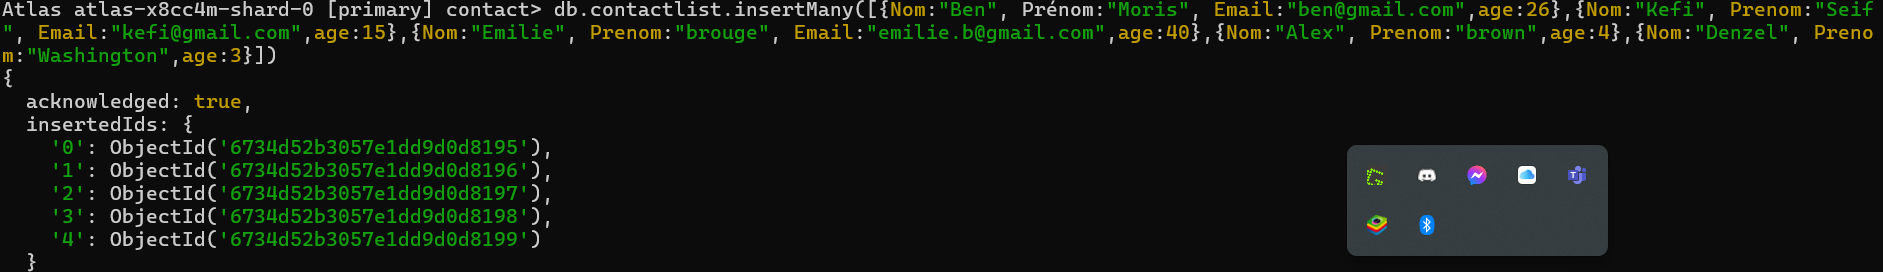 Atlas atlas-x8cc4m-shard-0 [primary] contact> db.contactlist.insertMany([{Nom:"Ben", Prénom:"Moris", Email:"ben@gmail.com",age:26},{Nom:"Kefi", Prenom:"Seif
", Email:"kefi@gmail.com",age:15},{Nom:"Emilie", Prenom:"brouge", Email:"emilie.b@gmail.com",age:40},{Nom:"Alex", Prenom:"brown",age:4},{Nom:"Denzel", Preno
m:"Washington",age:3}])
{
  acknowledged: true,
  insertedIds: {
    '0': ObjectId('6734d52b3057e1dd9d0d8195'),
    '1': ObjectId('6734d52b3057e1dd9d0d8196'),
    '2': ObjectId('6734d52b3057e1dd9d0d8197'),
    '3': ObjectId('6734d52b3057e1dd9d0d8198'),
    '4': ObjectId('6734d52b3057e1dd9d0d8199')
  }